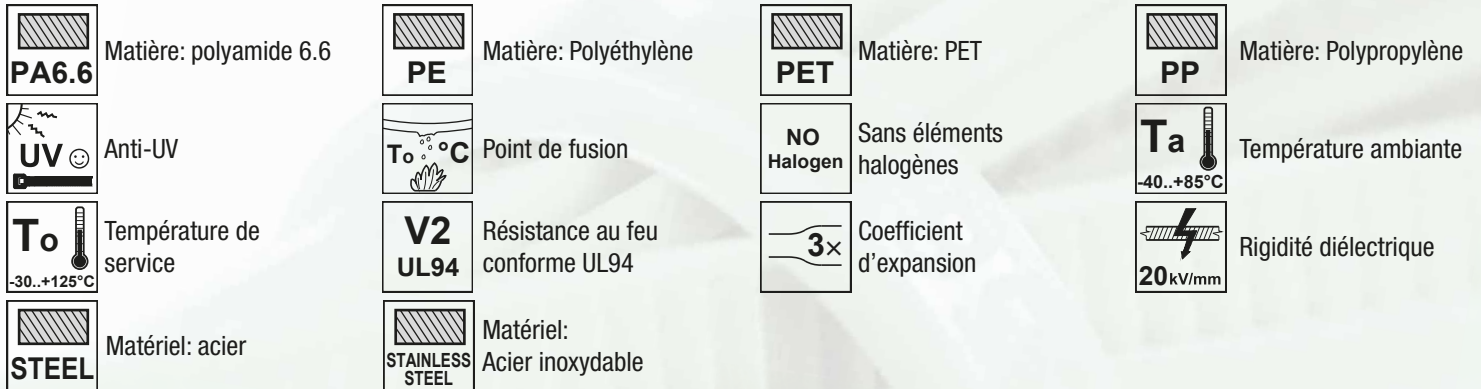 PA6.6
Matière: polyamide 6.6
PE
Matière: Polyéthylène
PET
Matière: PET
PP
Matière: Polypropylène
UV
Anti-UV
To °C
Point de fusion
NO
Halogen
Sans éléments
halogènes
Ta
-40..+85°C
Température ambiante
To
-30..+125°C
Température de
service
V2
UL94
Résistance au feu
conforme UL94
3×
Coefficient
d’expansion
20 kV/mm
Rigidité diélectrique
STEEL
Matériel: acier
STAINLESS
STEEL
Matériel:
Acier inoxydable